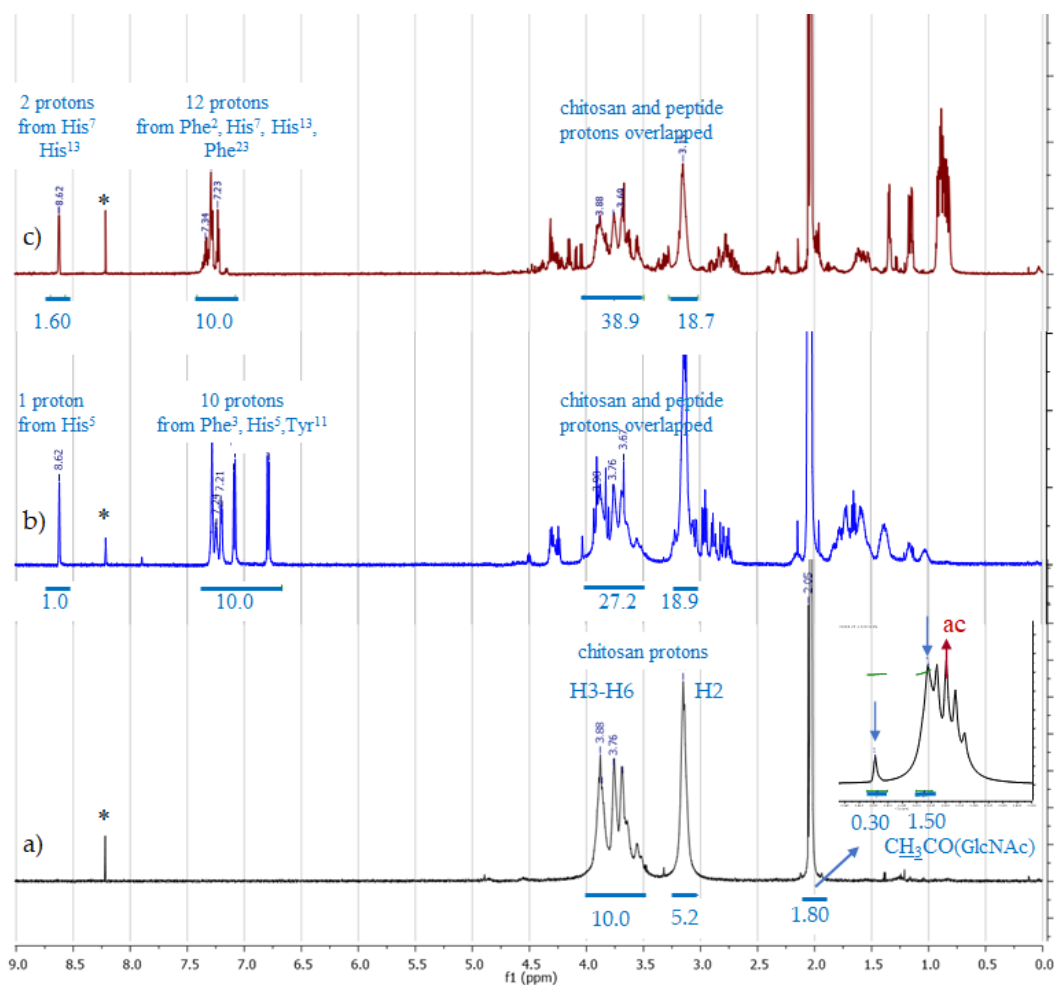 2 protons
from His7
His13
12 protons
from Phe2, His7, His13,
Phe23
chitosan and peptide
protons overlapped
8.62
*
7.34
7.23
3.88
3.69
c)
1.60
10.0
38.9
18.7
1 proton
from His5
10 protons
from Phe3, His5,Tyr11
chitosan and peptide
protons overlapped
8.62
*
7.24
7.21
3.90
3.76
3.67
b)
1.0
10.0
27.2
18.9
2.05
chitosan protons
H3-H6
H2
ac
3.88
3.76
*
a)
0.30
1.50
CH3CO(GlcNAc)
10.0
5.2
1.80
9.0 8.5 8.0 7.5 7.0 6.5 6.0 5.5 5.0 4.5 4.0 3.5 3.0 2.5 2.0 1.5 1.0 0.5 0.0
f1 (ppm)